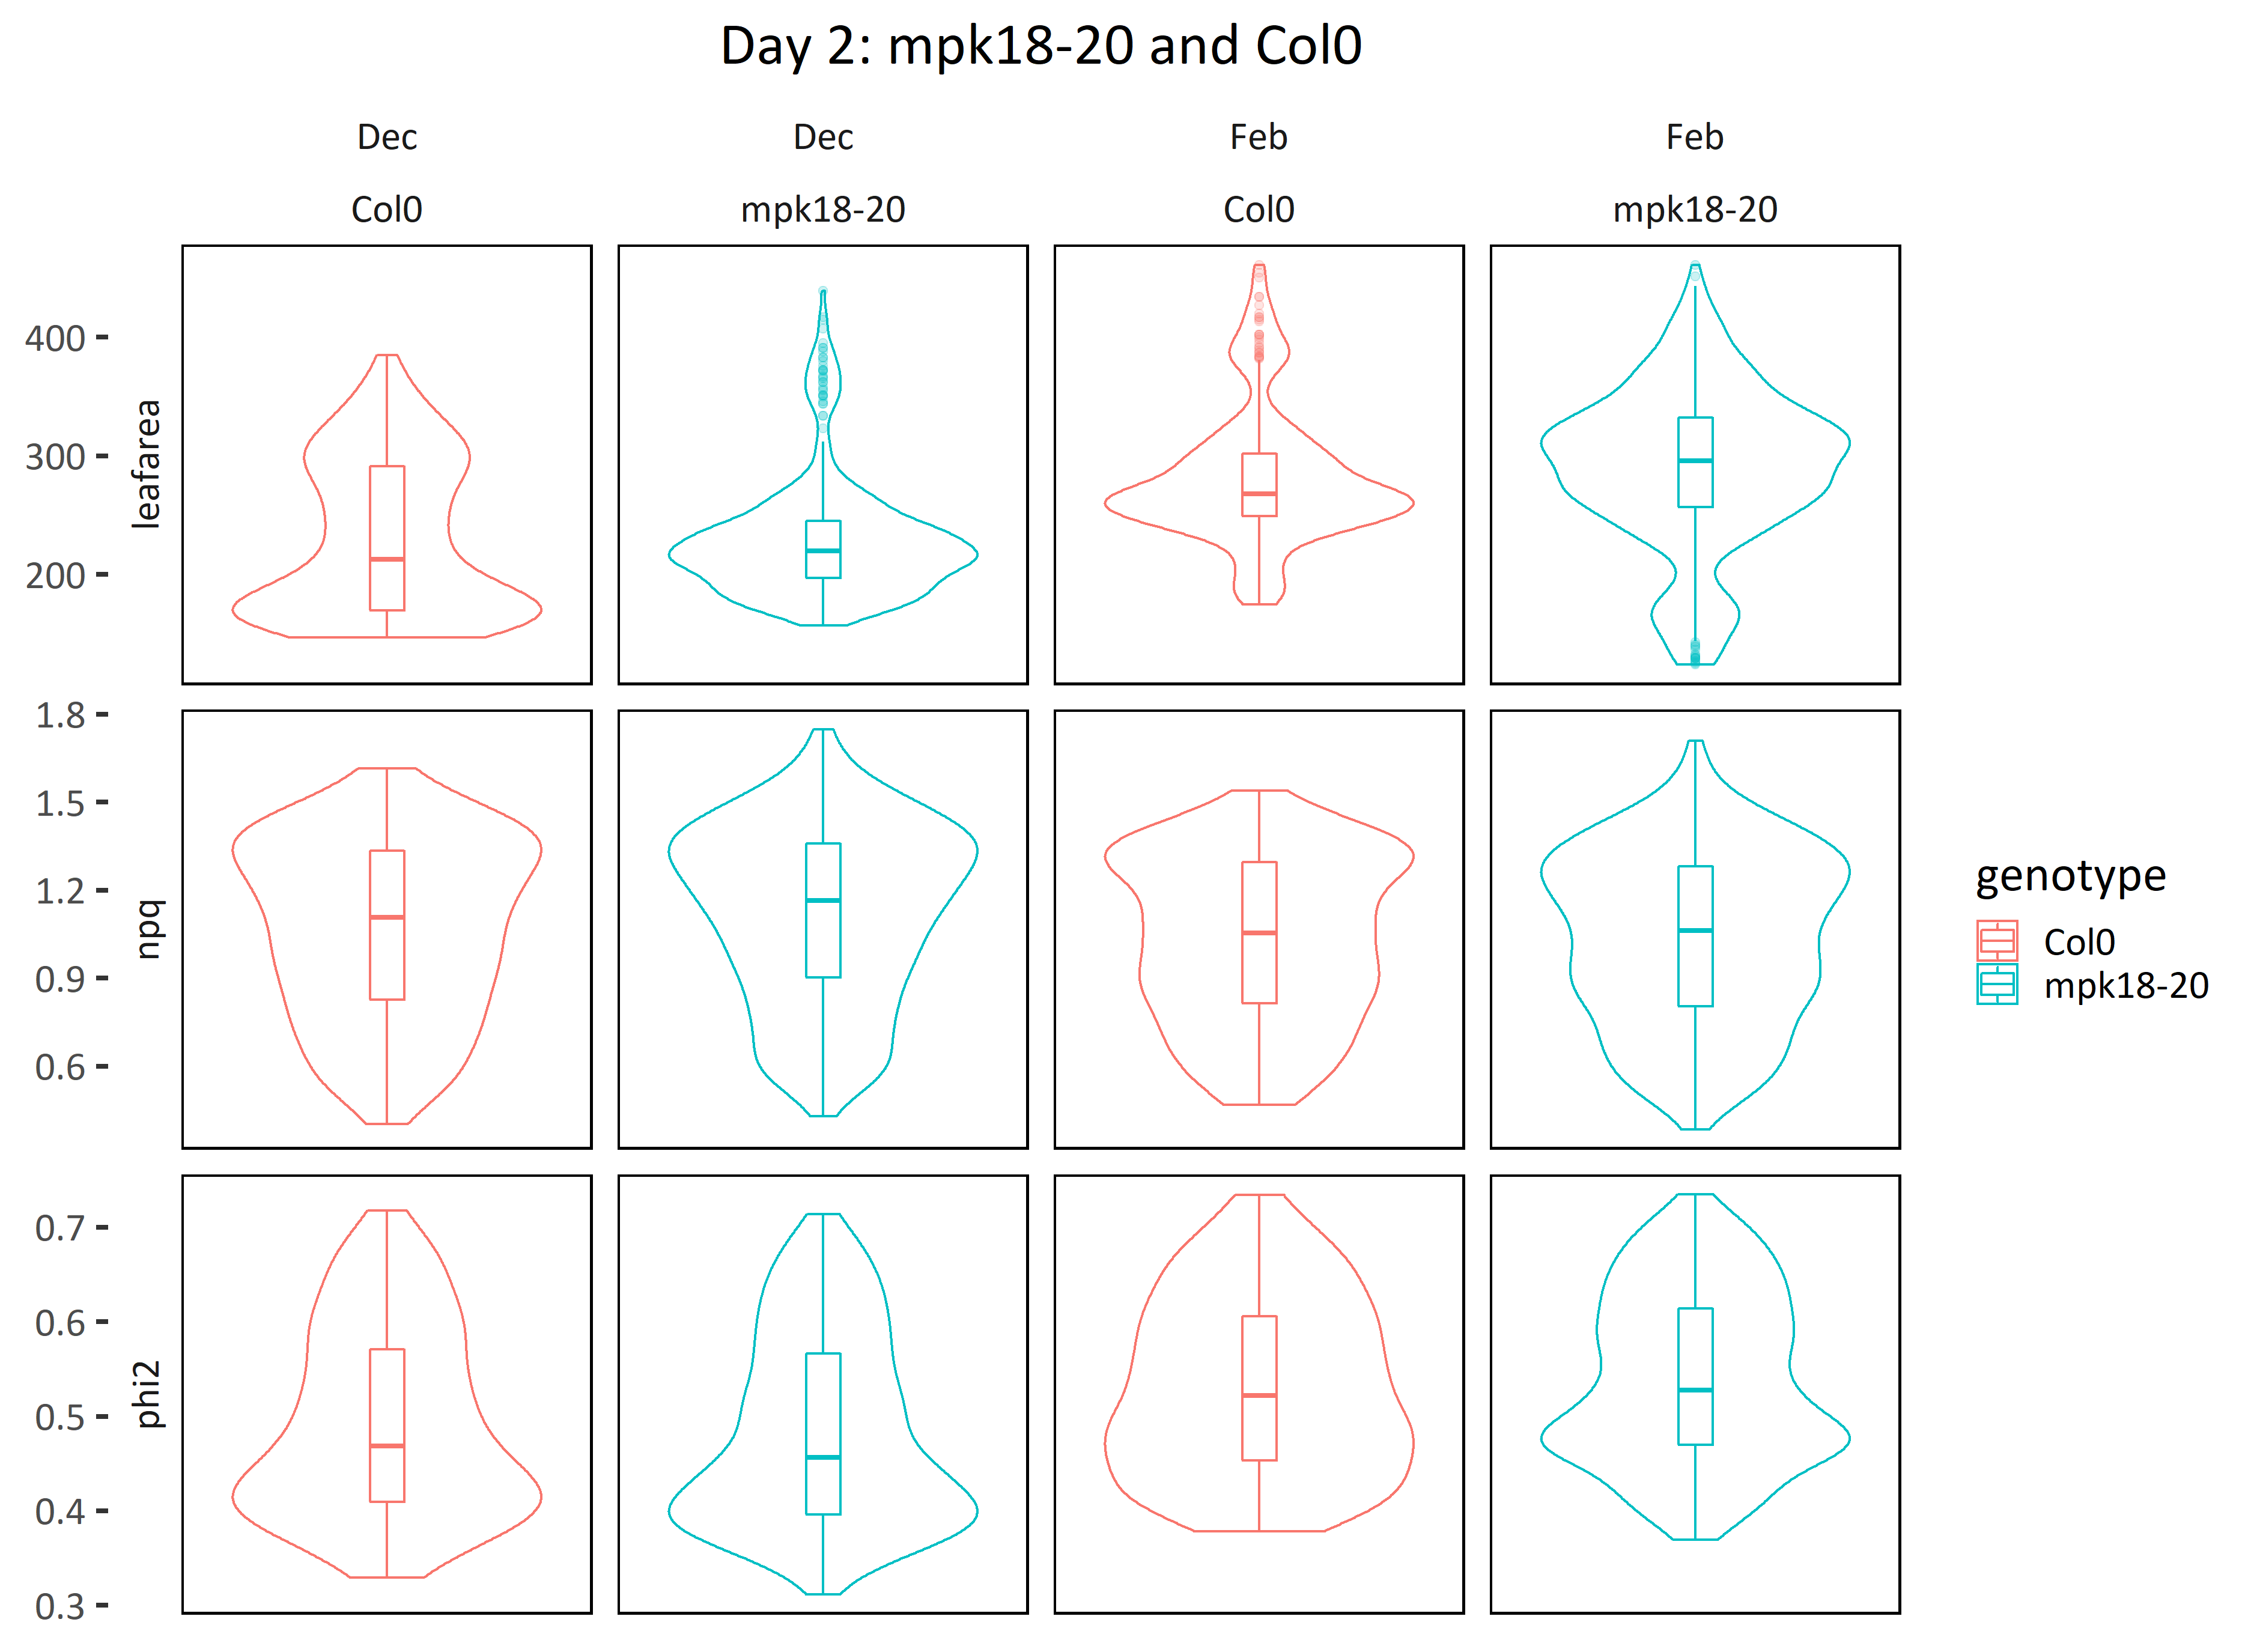 Day 2: mpk18-20 and Col0
Dec Dec Feb Feb
Col0 mpk18-20 Col0 mpk18-20
leafarea
400
300
200
npq
1.8
1.5
1.2
0.9
0.6
phi2
0.7
0.6
0.5
0.4
0.3
genotype
Col0
mpk18-20